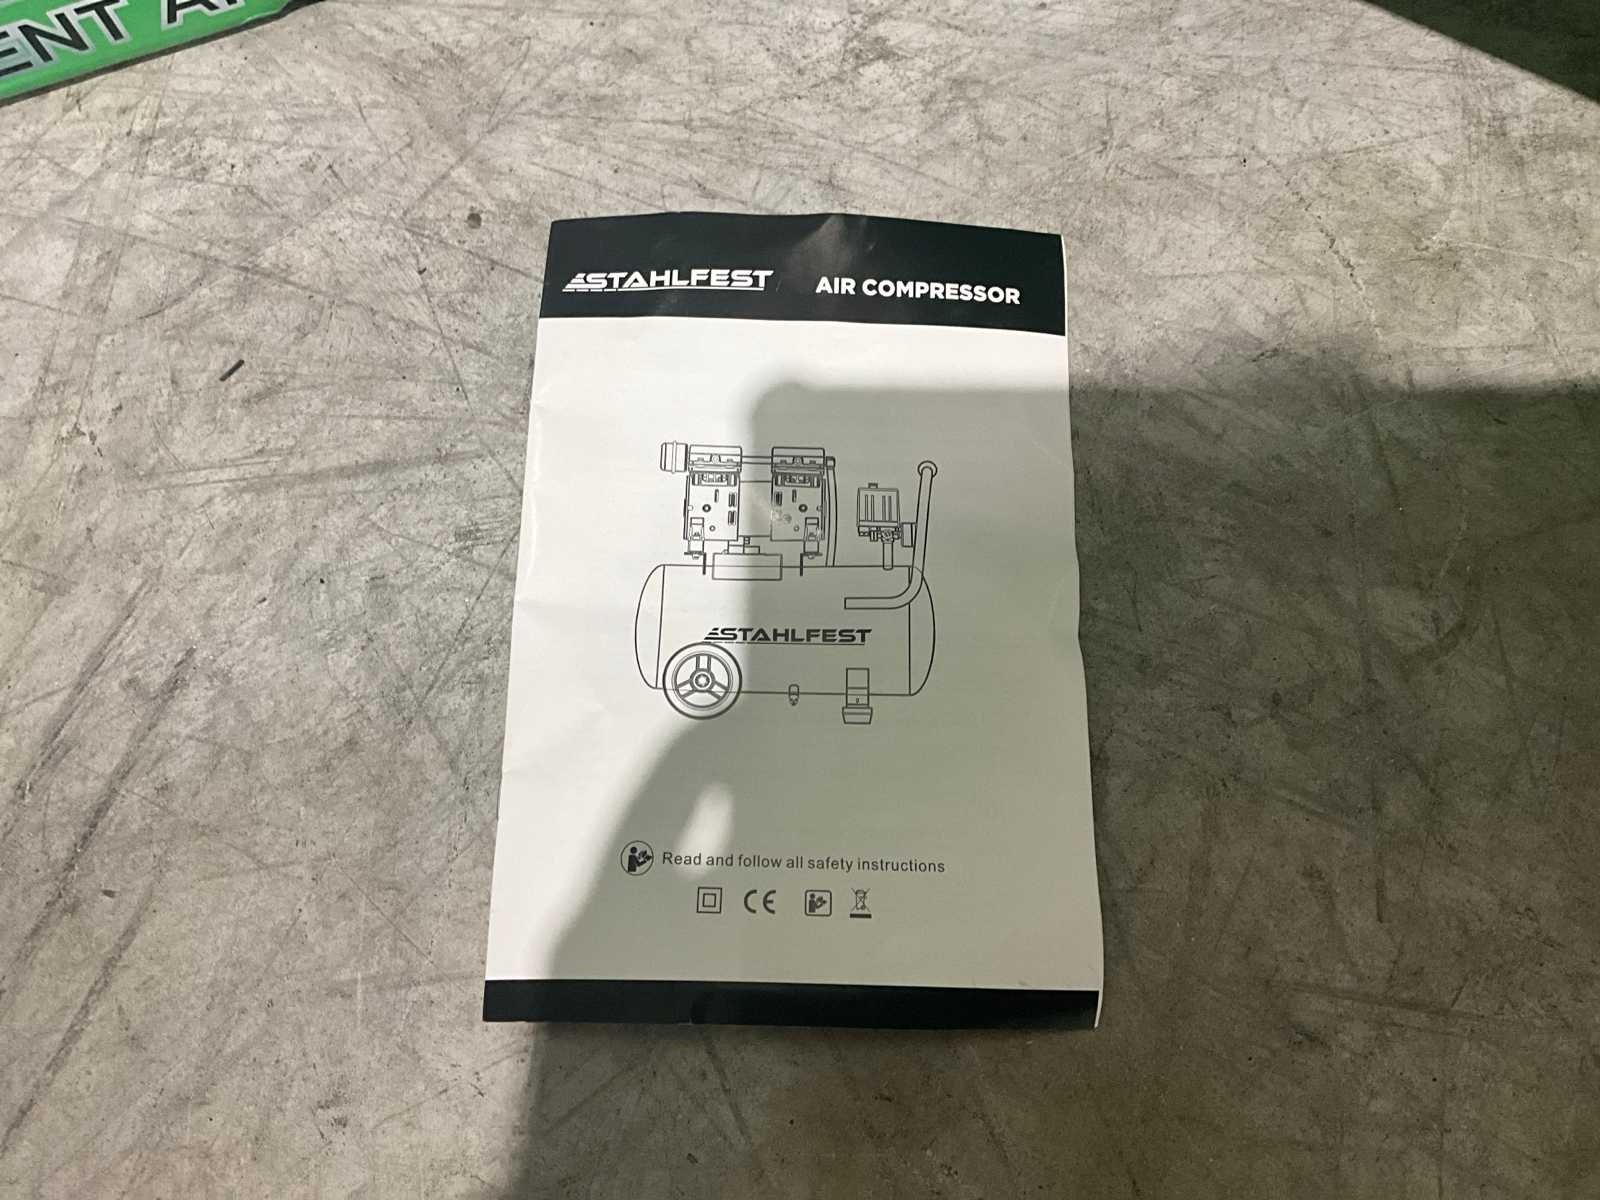 ENT A
STAHLFEST AIR COMPRESSOR
STAHLFEST
Read and follow all safety instructions
CE